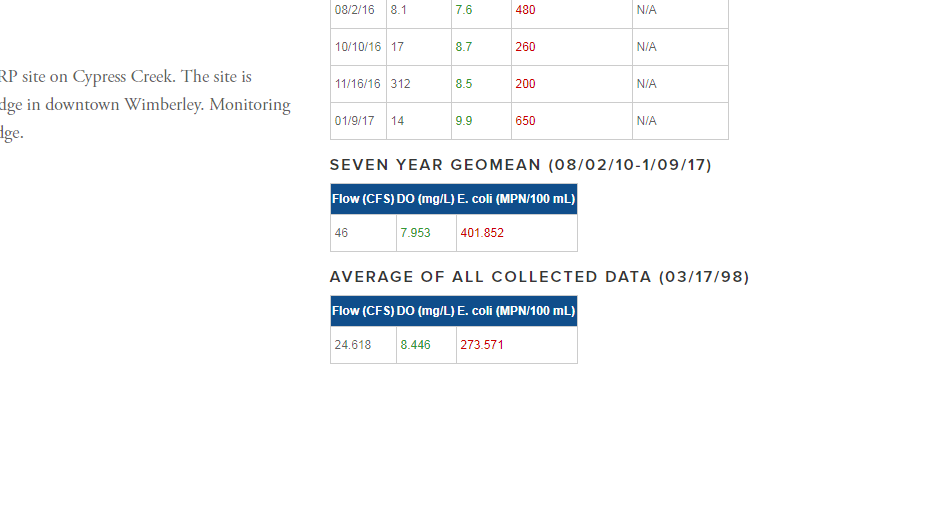 08/2/16 8.1 7.6 480 N/A
10/10/16 17 8.7 260 N/A
11/16/16 312 8.5 200 N/A
01/9/17 14 9.9 650 N/A
RP site on Cypress Creek. The site is
dge in downtown Wimberley. Monitoring
dge.
SEVEN YEAR GEOMEAN (08/02/10-1/09/17)
Flow (CFS) DO (mg/L) E. coli (MPN/100 mL)
46 7.953 401.852
AVERAGE OF ALL COLLECTED DATA (03/17/98)
Flow (CFS) DO (mg/L) E. coli (MPN/100 mL)
24.618 8.446 273.571